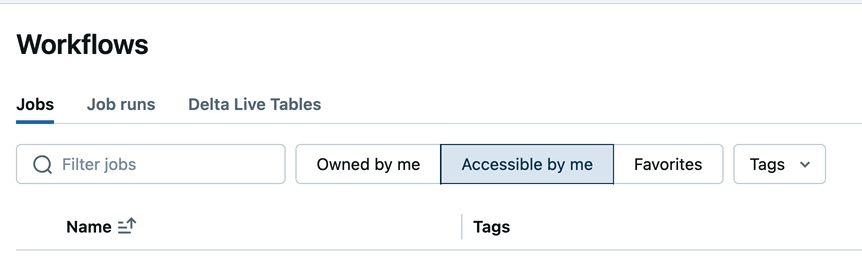 Workflows
Jobs Job runs Delta Live Tables
Filter jobs Owned by me Accessible by me Favorites Tags
Name Tags